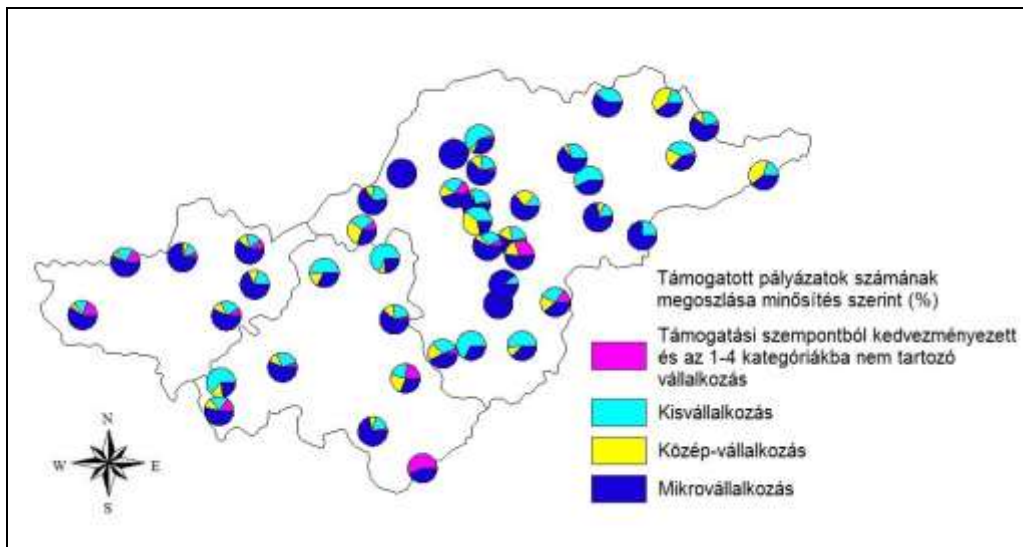 Támogatott pályázatok számának
megoszlása minősítés szerint (%)
Támogatási szempontból kedvezményezett
és az 1-4 kategóriákba nem tartozó
vállalkozás
Kisvállalkozás
Közép-vállalkozás
Mikrovállalkozás
N
W E
S